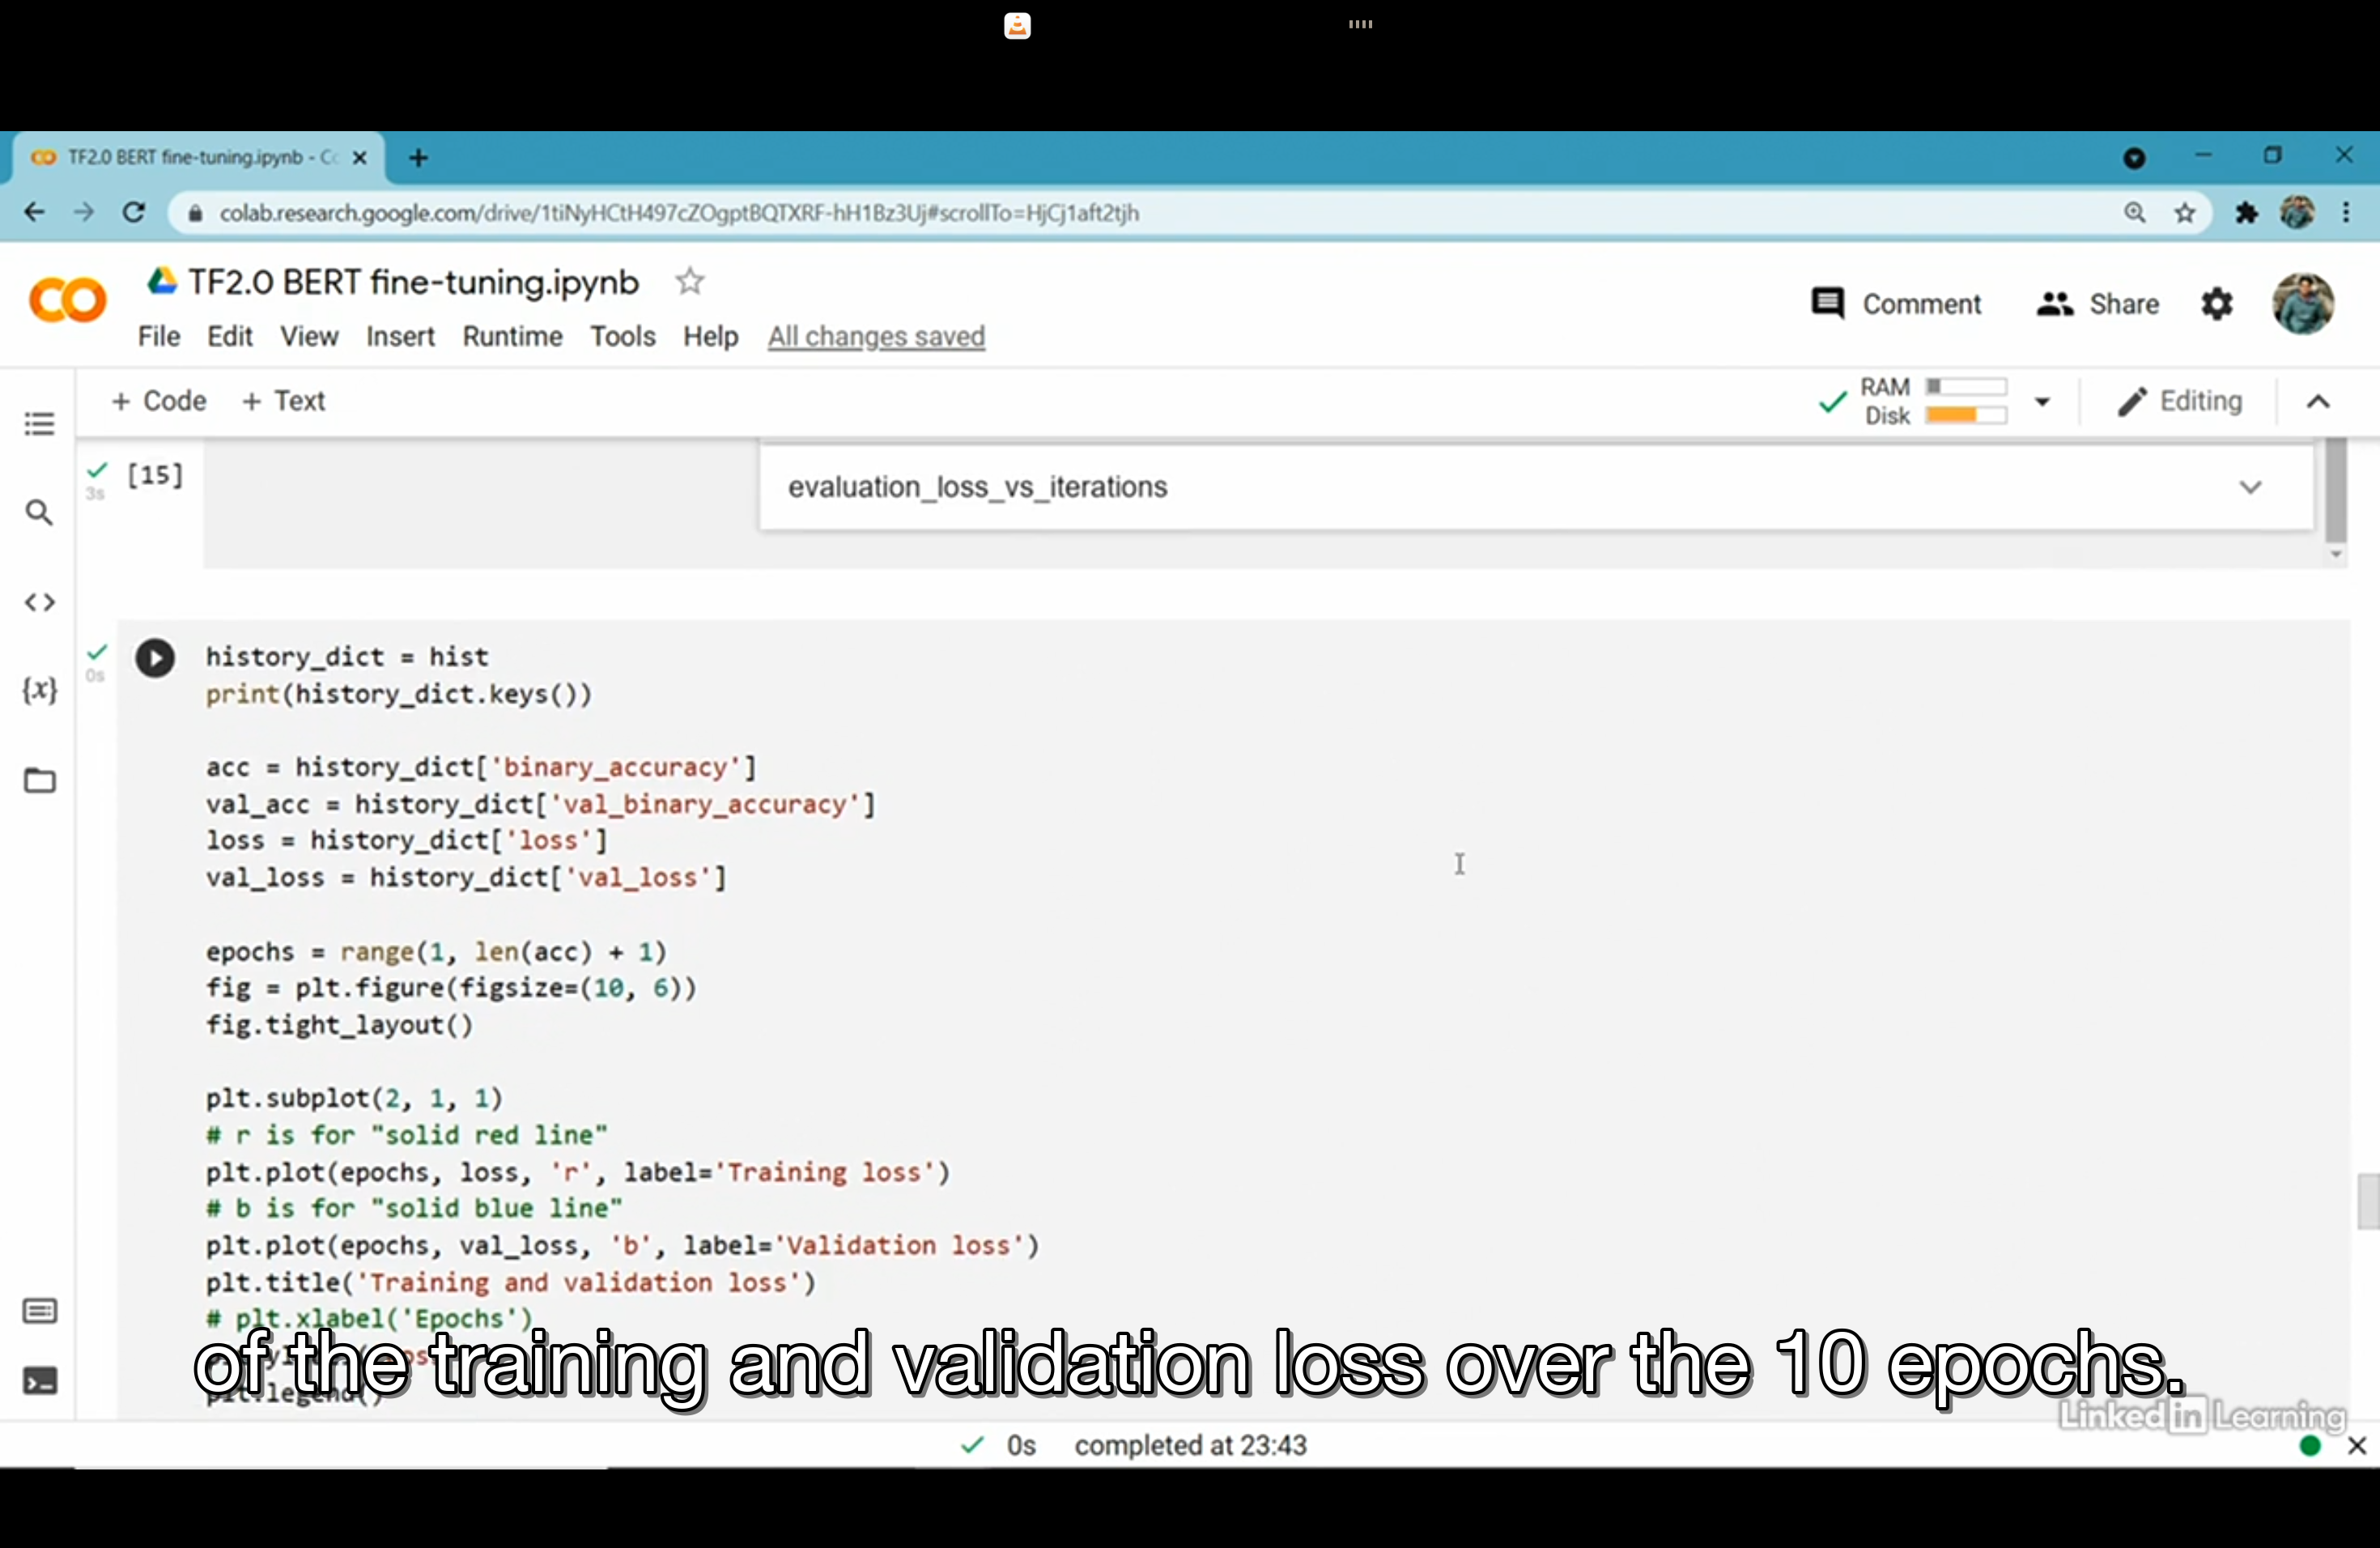 TF2.0 BERT fine-tuning.ipynb - Co
colab.research.google.com/drive/1tiNyHCtH497cZOgptBQTXRF-hH1Bz3Uj#scrollTo=HjCj1aft2tjh
TF2.0 BERT fine-tuning.ipynb
Comment Share
File Edit View Insert Runtime Tools Help All changes saved
+ Code + Text
RAM
Disk
Editing
[15]
3s
evaluation_loss_vs_iterations
0s
history_dict = hist
print(history_dict.keys())
acc = history_dict['binary_accuracy']
val_acc = history_dict['val_binary_accuracy']
loss = history_dict['loss']
val_loss = history_dict['val_loss']
epochs = range(1, len(acc) + 1)
fig = plt.figure(figsize=(10, 6))
fig.tight_layout()
plt.subplot(2, 1, 1)
# r is for "solid red line"
plt.plot(epochs, loss, 'r', label='Training loss')
# b is for "solid blue line"
plt.plot(epochs, val_loss, 'b', label='Validation loss')
plt.title('Training and validation loss')
# plt.xlabel('Epochs')
of the training and validation loss over the 10 epochs.
plt.legend()
LinkedIn Learning
0s completed at 23:43